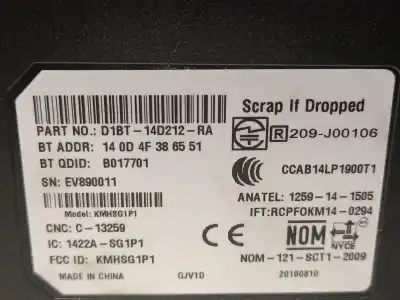 Scrap If Dropped
PART NO.: D1BT-14D212-RA
BT ADDR: 14 0D 4F 38 65 51
BT QDID: B017701
SN: EV890011
Model: KMHSG1P1
CNC: C-13259
IC: 1422A-SG1P1
FCC ID: KMHSG1P1
MADE IN CHINA
GJV1D
R 209-J00106
CCAB14LP1900T1
ANATEL: 1259-14-1505
IFT:RCPFOKM14-0294
CE
NOM
NYCE
NOM-121-SCT1-2009
20160810